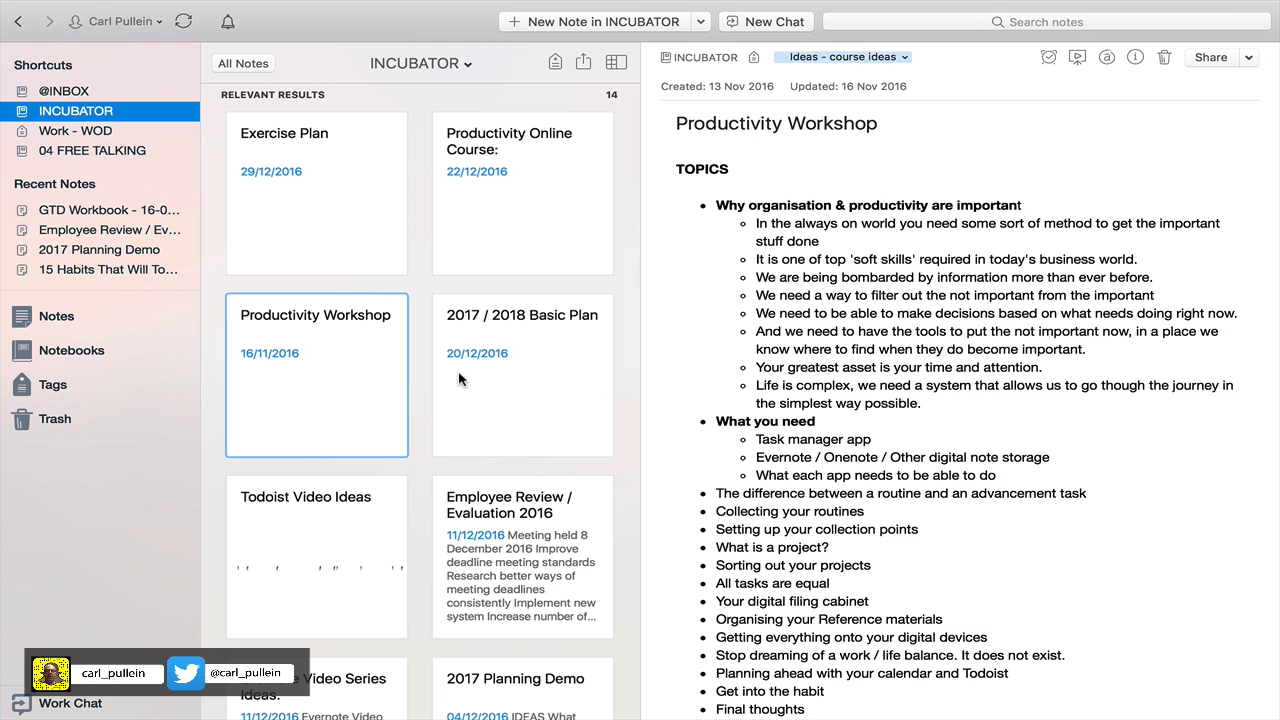 Carl Pullein
New Note in INCUBATOR
New Chat
Search notes
Shortcuts
@INBOX
INCUBATOR
Work - WOD
04 FREE TALKING
Recent Notes
GTD Workbook - 16-0...
Employee Review / Ev...
2017 Planning Demo
15 Habits That Will To...
Notes
Notebooks
Tags
Trash
Work Chat
carl_pullein
@carl_pullein
All Notes
INCUBATOR
RELEVANT RESULTS
14
Exercise Plan
29/12/2016
Productivity Online
Course:
22/12/2016
Productivity Workshop
16/11/2016
2017 / 2018 Basic Plan
20/12/2016
Todoist Video Ideas
Employee Review /
Evaluation 2016
11/12/2016 Meeting held 8
December 2016 Improve
deadline meeting standards
Research better ways of
meeting deadlines
consistently Implement new
system Increase number of...
Video Series
Ideas.
11/12/2016 Evernote Video
2017 Planning Demo
04/12/2016 IDEAS What
INCUBATOR
Ideas - course ideas
Share
Created: 13 Nov 2016
Updated: 16 Nov 2016
Productivity Workshop
TOPICS
• Why organisation & productivity are important
◦ In the always on world you need some sort of method to get the important
stuff done
◦ It is one of top 'soft skills' required in today's business world.
◦ We are being bombarded by information more than ever before.
◦ We need a way to filter out the not important from the important
◦ We need to be able to make decisions based on what needs doing right now.
◦ And we need to have the tools to put the not important now, in a place we
know where to find when they do become important.
◦ Your greatest asset is your time and attention.
◦ Life is complex, we need a system that allows us to go though the journey in
the simplest way possible.
• What you need
◦ Task manager app
◦ Evernote / Onenote / Other digital note storage
◦ What each app needs to be able to do
• The difference between a routine and an advancement task
• Collecting your routines
• Setting up your collection points
• What is a project?
• Sorting out your projects
• All tasks are equal
• Your digital filing cabinet
• Organising your Reference materials
• Getting everything onto your digital devices
• Stop dreaming of a work / life balance. It does not exist.
• Planning ahead with your calendar and Todoist
• Get into the habit
• Final thoughts